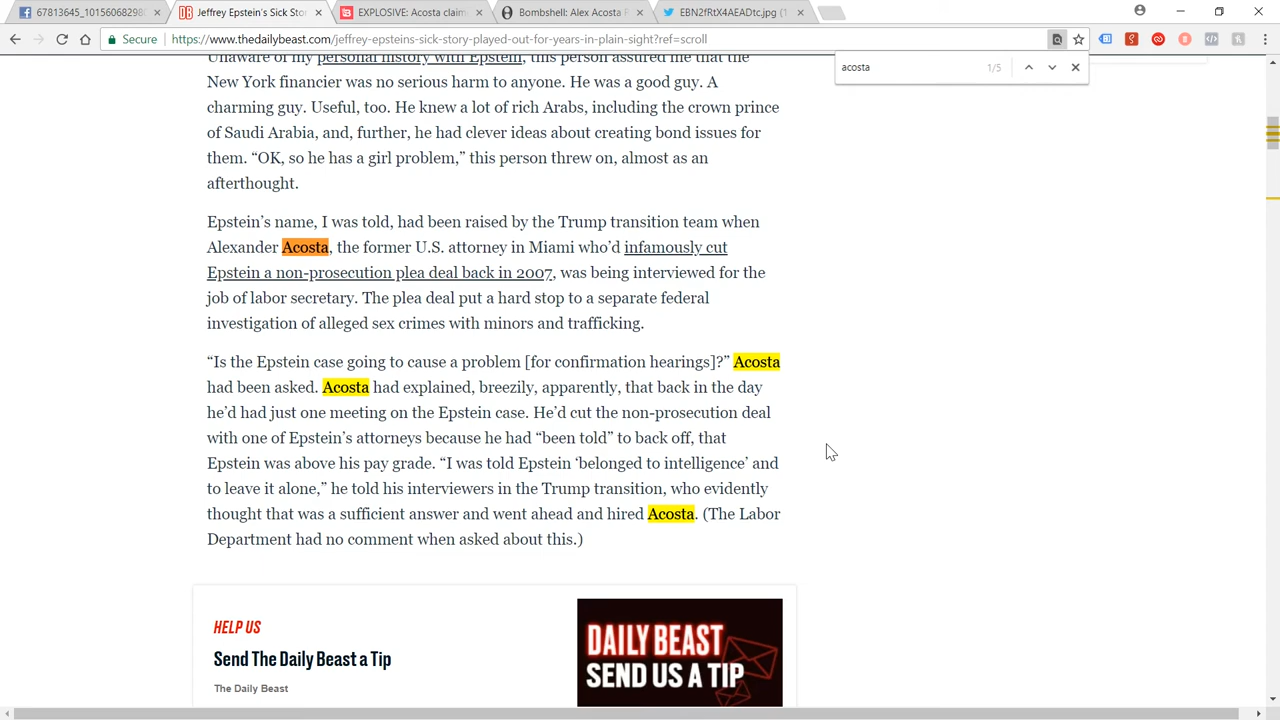 67813645_10156068298
Jeffrey Epstein's Sick Sto
EXPLOSIVE: Acosta claim
Bombshell: Alex Acosta R
EBN2fRtX4AEADtc.jpg (1
Secure
https://www.thedailybeast.com/jeffrey-epsteins-sick-story-played-out-for-years-in-plain-sight?ref=scroll
acosta
1/5
Unaware of my personal history with Epstein, this person assured me that the
New York financier was no serious harm to anyone. He was a good guy. A
charming guy. Useful, too. He knew a lot of rich Arabs, including the crown prince
of Saudi Arabia, and, further, he had clever ideas about creating bond issues for
them. “OK, so he has a girl problem,” this person threw on, almost as an
afterthought.
Epstein’s name, I was told, had been raised by the Trump transition team when
Alexander Acosta, the former U.S. attorney in Miami who’d infamously cut
Epstein a non-prosecution plea deal back in 2007, was being interviewed for the
job of labor secretary. The plea deal put a hard stop to a separate federal
investigation of alleged sex crimes with minors and trafficking.
“Is the Epstein case going to cause a problem [for confirmation hearings]?” Acosta
had been asked. Acosta had explained, breezily, apparently, that back in the day
he’d had just one meeting on the Epstein case. He’d cut the non-prosecution deal
with one of Epstein’s attorneys because he had “been told” to back off, that
Epstein was above his pay grade. “I was told Epstein ‘belonged to intelligence’ and
to leave it alone,” he told his interviewers in the Trump transition, who evidently
thought that was a sufficient answer and went ahead and hired Acosta. (The Labor
Department had no comment when asked about this.)
HELP US
Send The Daily Beast a Tip
The Daily Beast
DAILY BEAST
SEND US A TIP